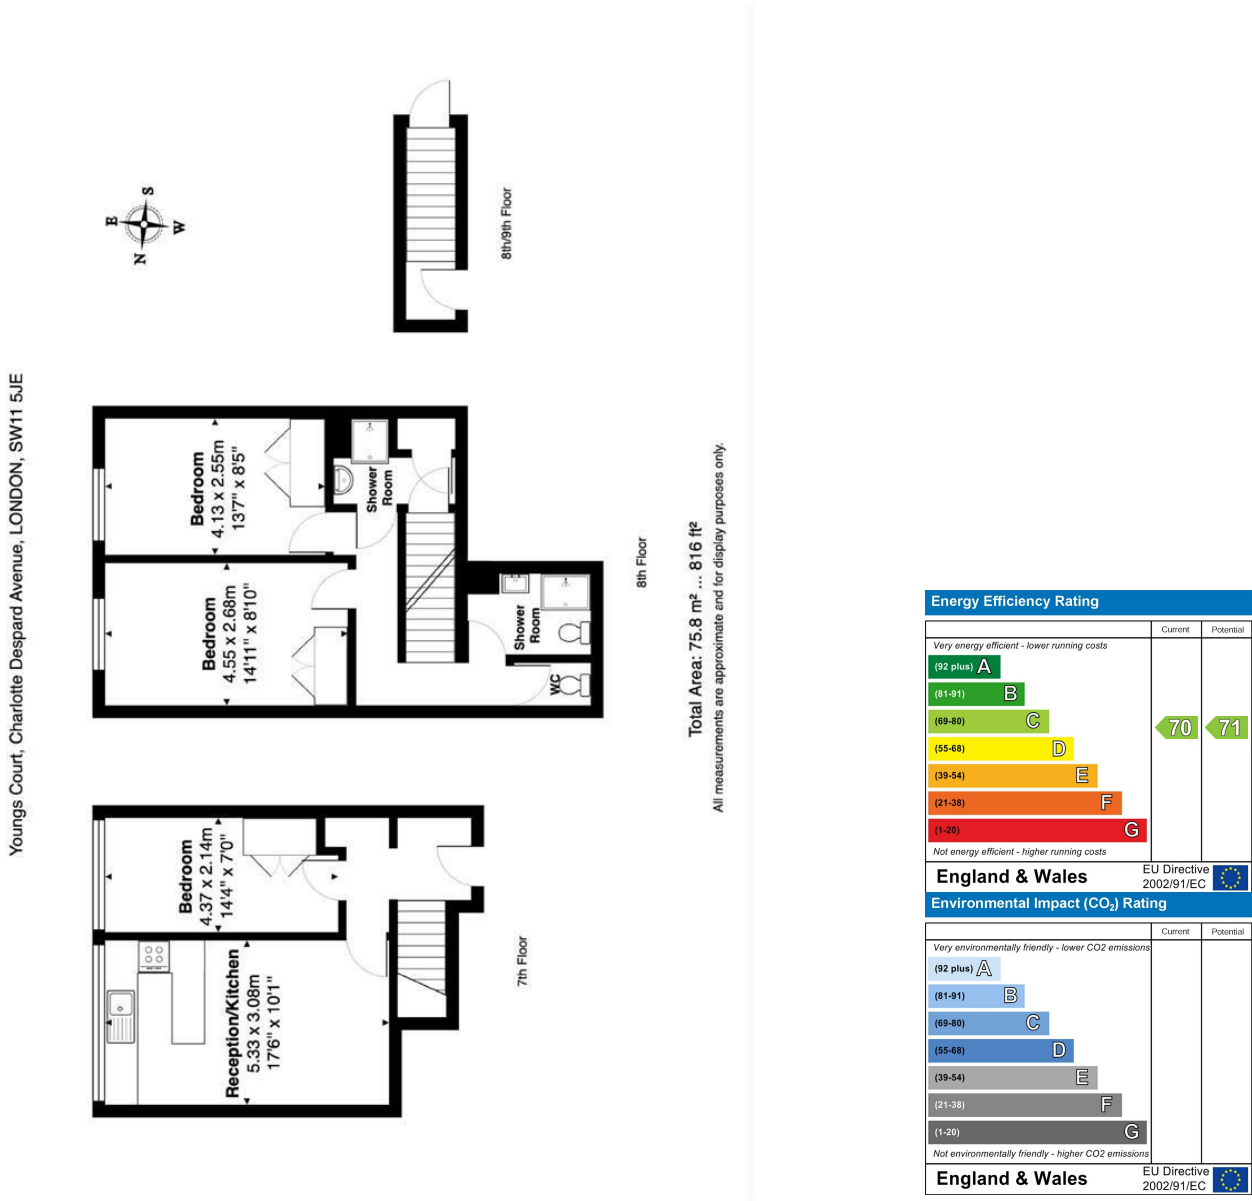 Youngs Court, Charlotte Despard Avenue, LONDON, SW11 5JE
N
E
S
W
Reception/Kitchen
5.33 x 3.08m
17'6" x 10'1"
Bedroom
4.37 x 2.14m
14'4" x 7'0"
7th Floor
Bedroom
4.55 x 2.68m
14'11" x 8'10"
Bedroom
4.13 x 2.55m
13'7" x 8'5"
Shower
Room
Shower
Room
WC
8th Floor
8th/9th Floor
Total Area: 75.8 m² ... 816 ft²
All measurements are approximate and for display purposes only.
Energy Efficiency Rating
Current Potential
Very energy efficient - lower running costs
(92 plus) A
(81-91) B
(69-80) C
70 71
(55-68) D
(39-54) E
(21-38) F
(1-20) G
Not energy efficient - higher running costs
England & Wales
EU Directive
2002/91/EC
Environmental Impact (CO₂) Rating
Current Potential
Very environmentally friendly - lower CO2 emissions
(92 plus) A
(81-91) B
(69-80) C
(55-68) D
(39-54) E
(21-38) F
(1-20) G
Not environmentally friendly - higher CO2 emissions
England & Wales
EU Directive
2002/91/EC